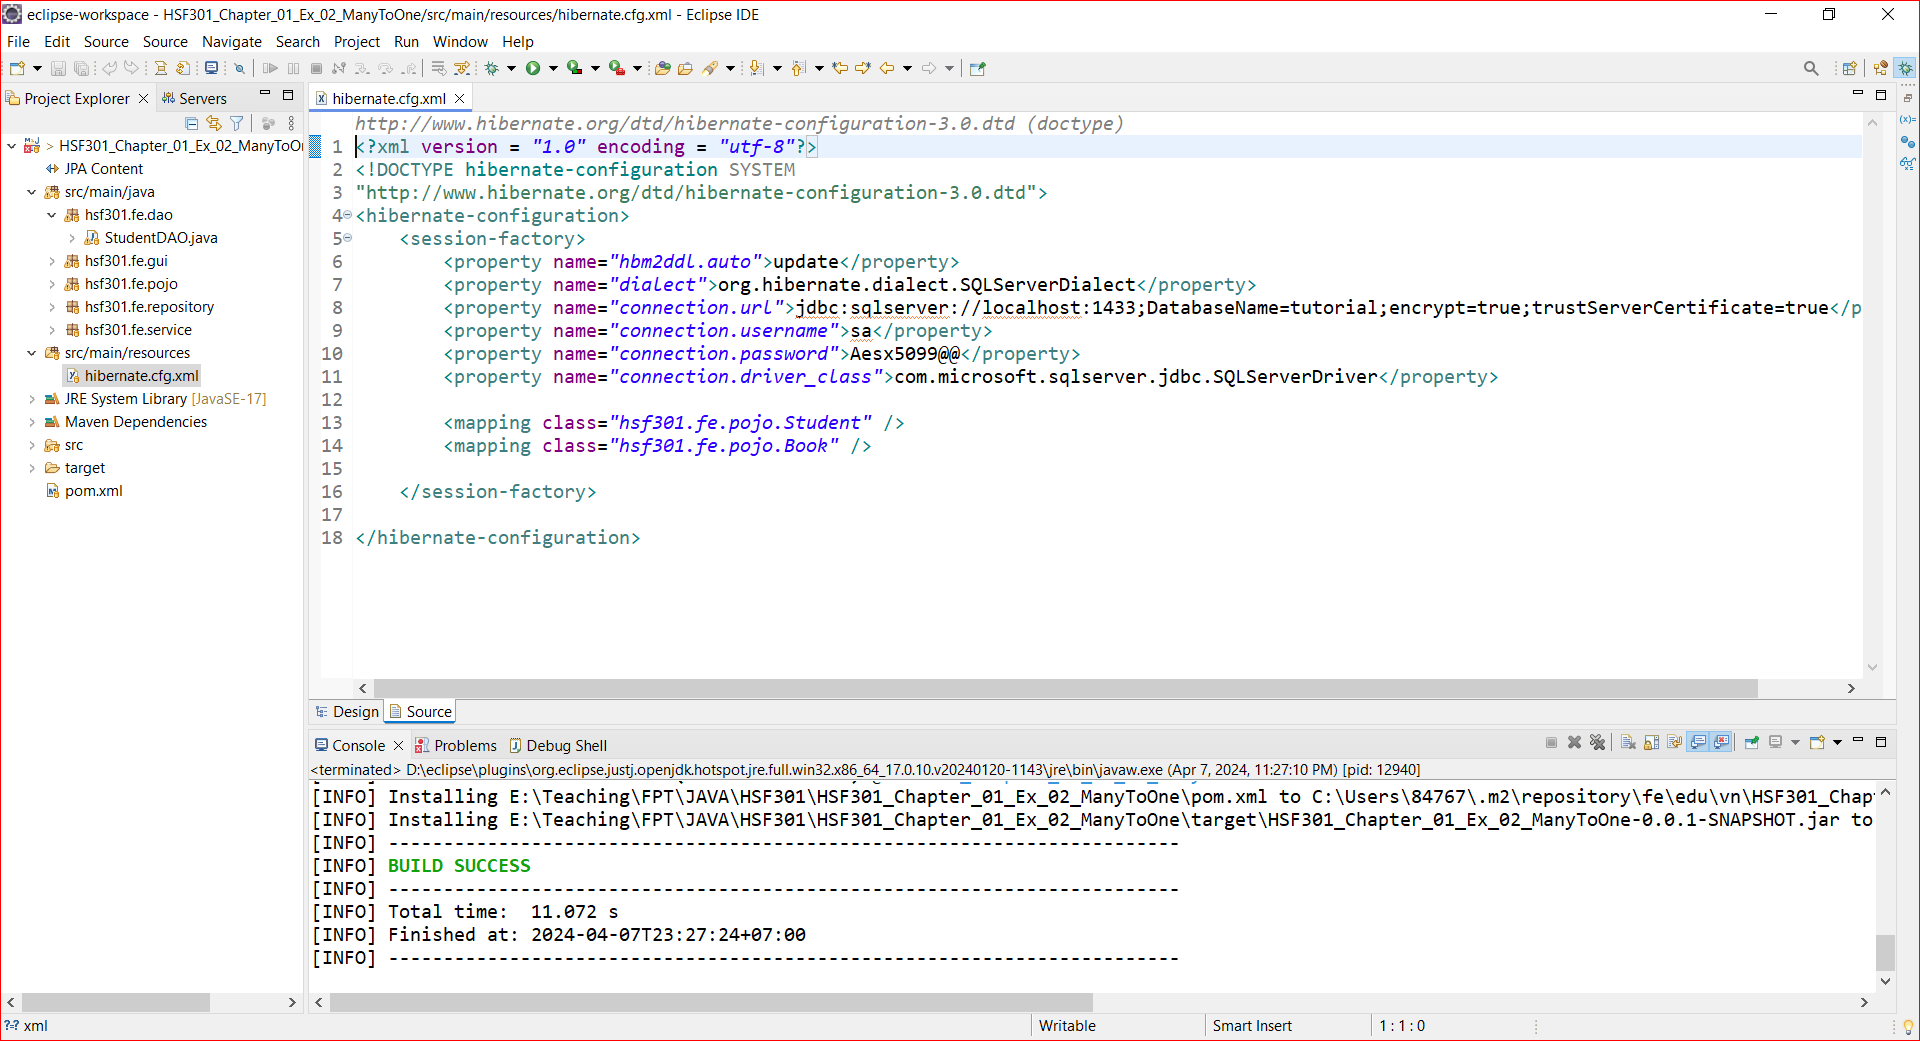 eclipse-workspace - HSF301_Chapter_01_Ex_02_ManyToOne/src/main/resources/hibernate.cfg.xml - Eclipse IDE
File Edit Source Source Navigate Search Project Run Window Help
Project Explorer Servers
HSF301_Chapter_01_Ex_02_ManyToOn
JPA Content
src/main/java
hsf301.fe.dao
StudentDAO.java
hsf301.fe.gui
hsf301.fe.pojo
hsf301.fe.repository
hsf301.fe.service
src/main/resources
hibernate.cfg.xml
JRE System Library [JavaSE-17]
Maven Dependencies
src
target
pom.xml
hibernate.cfg.xml
http://www.hibernate.org/dtd/hibernate-configuration-3.0.dtd (doctype)
1 <?xml version = "1.0" encoding = "utf-8"?>
2 <!DOCTYPE hibernate-configuration SYSTEM
3 "http://www.hibernate.org/dtd/hibernate-configuration-3.0.dtd">
4 <hibernate-configuration>
5 <session-factory>
6 <property name="hbm2ddl.auto">update</property>
7 <property name="dialect">org.hibernate.dialect.SQLServerDialect</property>
8 <property name="connection.url">jdbc:sqlserver://localhost:1433;DatabaseName=tutorial;encrypt=true;trustServerCertificate=true</p
9 <property name="connection.username">sa</property>
10 <property name="connection.password">Aesx5099@@</property>
11 <property name="connection.driver_class">com.microsoft.sqlserver.jdbc.SQLServerDriver</property>
12
13 <mapping class="hsf301.fe.pojo.Student" />
14 <mapping class="hsf301.fe.pojo.Book" />
15
16 </session-factory>
17
18 </hibernate-configuration>
Design Source
Console Problems Debug Shell
<terminated> D:\eclipse\plugins\org.eclipse.justj.openjdk.hotspot.jre.full.win32.x86_64_17.0.10.v20240120-1143\jre\bin\javaw.exe (Apr 7, 2024, 11:27:10 PM) [pid: 12940]
[INFO] Installing E:\Teaching\FPT\JAVA\HSF301\HSF301_Chapter_01_Ex_02_ManyToOne\pom.xml to C:\Users\84767\.m2\repository\fe\edu\vn\HSF301_Chap
[INFO] Installing E:\Teaching\FPT\JAVA\HSF301\HSF301_Chapter_01_Ex_02_ManyToOne\target\HSF301_Chapter_01_Ex_02_ManyToOne-0.0.1-SNAPSHOT.jar to
[INFO] ------------------------------------------------------------------------
[INFO] BUILD SUCCESS
[INFO] ------------------------------------------------------------------------
[INFO] Total time: 11.072 s
[INFO] Finished at: 2024-04-07T23:27:24+07:00
[INFO] ------------------------------------------------------------------------
xml Writable Smart Insert 1 : 1 : 0